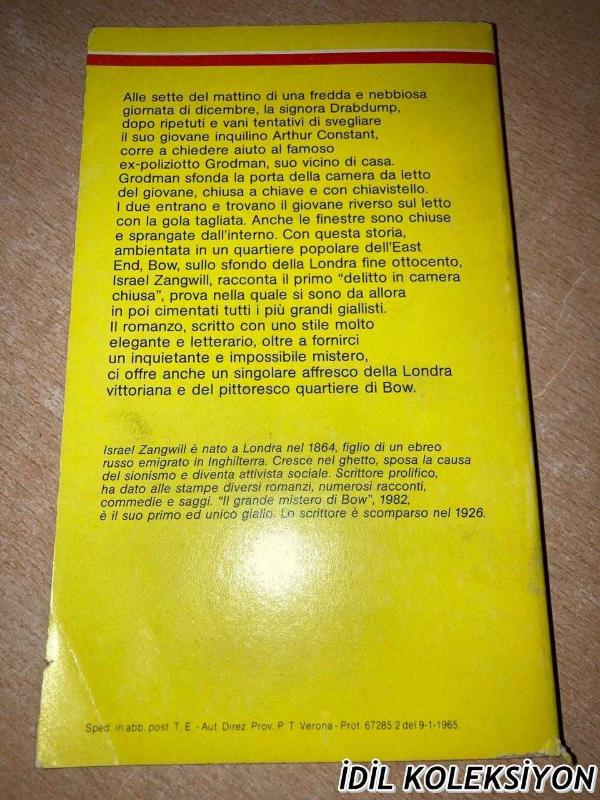 Alle sette del mattino di una fredda e nebbiosa
giornata di dicembre, la signora Drabdump,
dopo ripetuti e vani tentativi di svegliare
il suo giovane inquilino Arthur Constant,
corre a chiedere aiuto al famoso
ex-poliziotto Grodman, suo vicino di casa.
Grodman sfonda la porta della camera da letto
del giovane, chiusa a chiave e con chiavistello.
I due entrano e trovano il giovane riverso sul letto
con la gola tagliata. Anche le finestre sono chiuse
e sprangate dall'interno. Con questa storia,
ambientata in un quartiere popolare dell'East
End, Bow, sullo sfondo della Londra fine ottocento,
Israel Zangwill, racconta il primo "delitto in camera
chiusa", prova nella quale si sono da allora
in poi cimentati tutti i più grandi giallisti.
Il romanzo, scritto con uno stile molto
elegante e letterario, oltre a fornirci
un inquietante e impossibile mistero,
ci offre anche un singolare affresco della Londra
vittoriana e del pittoresco quartiere di Bow.
Israel Zangwill è nato a Londra nel 1864, figlio di un ebreo
russo emigrato in Inghilterra. Cresce nel ghetto, sposa la causa
del sionismo e diventa attivista sociale. Scrittore prolifico,
ha dato alle stampe diversi romanzi, numerosi racconti,
commedie e saggi. "Il grande mistero di Bow", 1982,
è il suo primo ed unico giallo. Lo scrittore è scomparso nel 1926.
Sped. in abb. post. T. E. - Aut. Direz. Prov. P. T. Verona - Prot. 67285 2 del 9-1-1965.
İDİL KOLEKSİYON